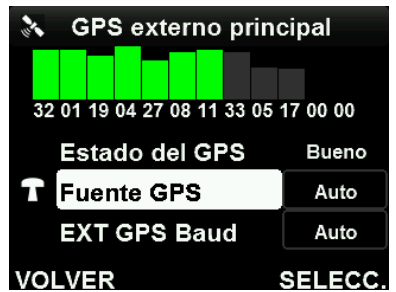 GPS externo principal
32 01 19 04 27 08 11 33 05 17 00 00
Estado del GPS Bueno
Fuente GPS Auto
EXT GPS Baud Auto
VOLVER SELECC.